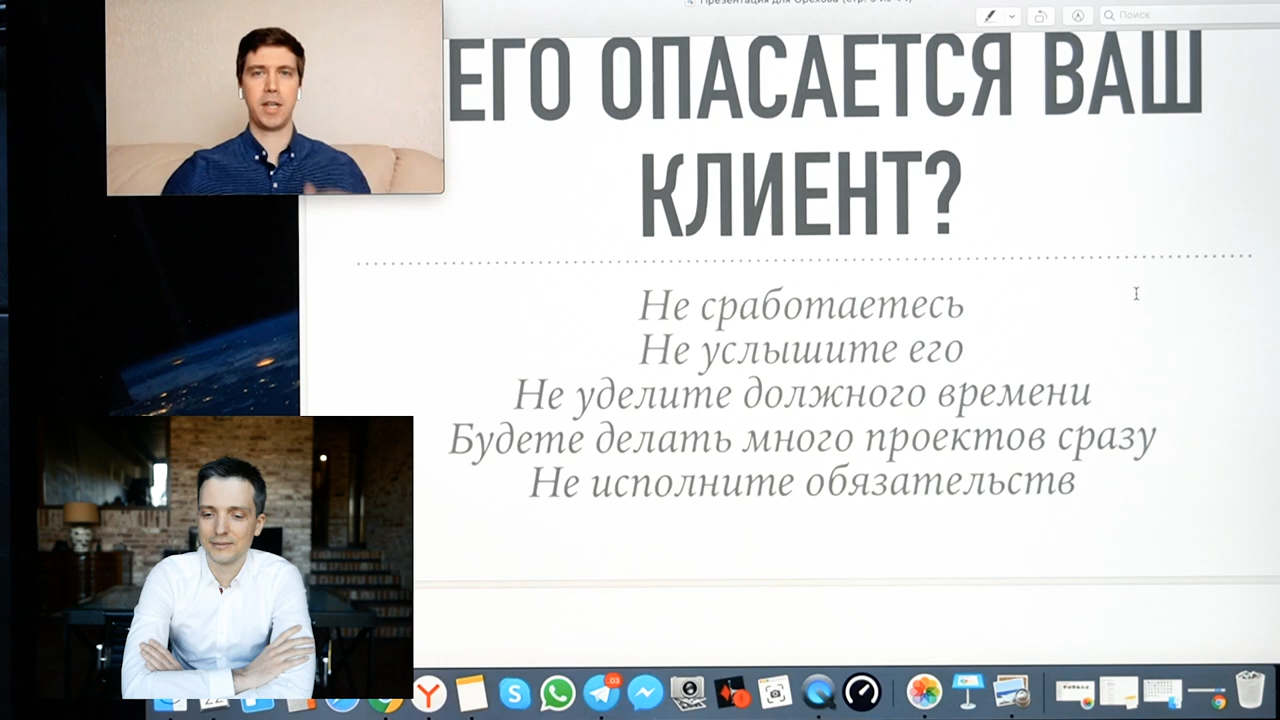 Поиск
ЕГО ОПАСАЕТСЯ ВАШ
КЛИЕНТ?
Не сработаетесь
Не услышите его
Не уделите должного времени
Будете делать много проектов сразу
Не исполните обязательств